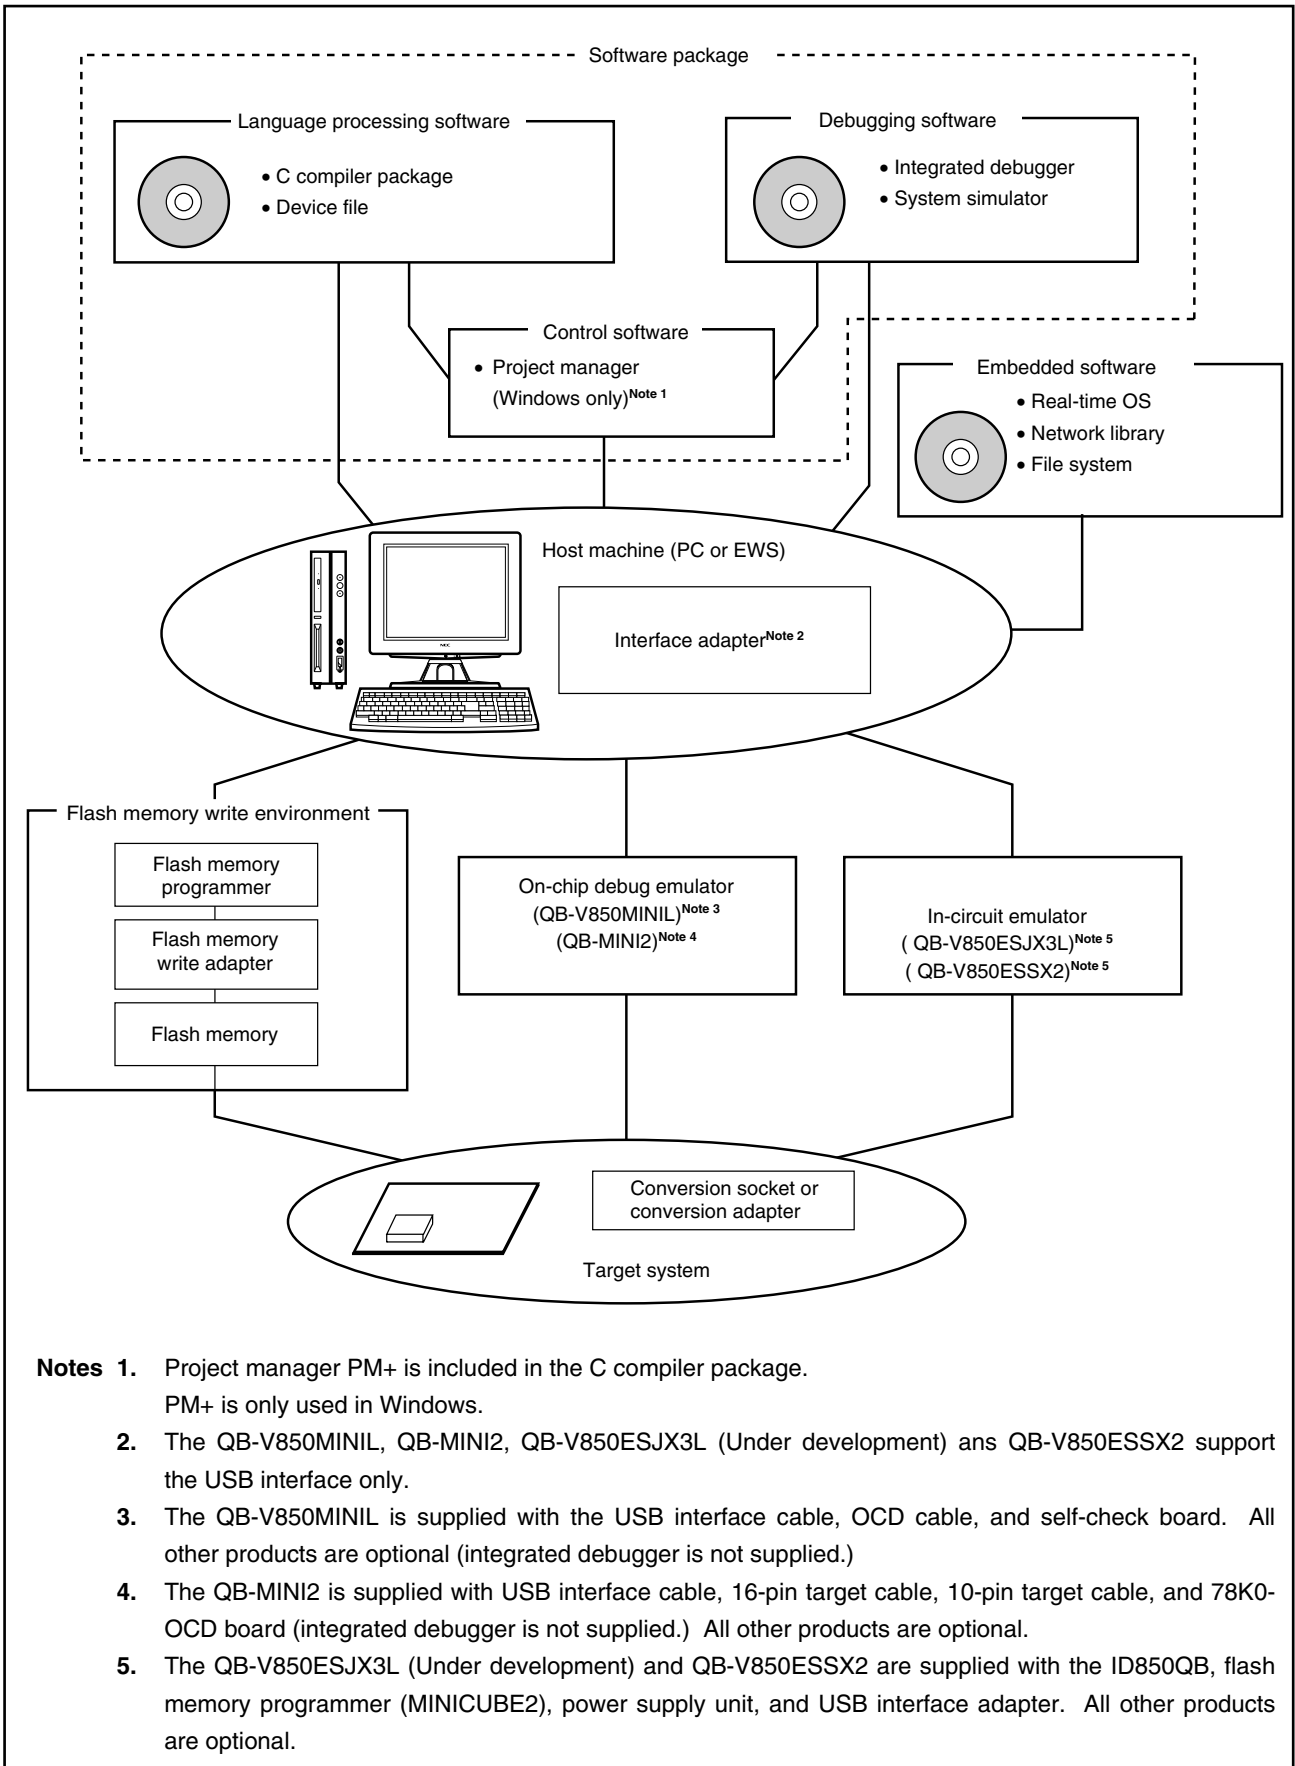 Software package
Language processing software
• C compiler package
• Device file
Debugging software
• Integrated debugger
• System simulator
Control software
• Project manager
(Windows only)Note 1
Embedded software
• Real-time OS
• Network library
• File system
Host machine (PC or EWS)
Interface adapterNote 2
NEC
Flash memory write environment
Flash memory
programmer
Flash memory
write adapter
Flash memory
On-chip debug emulator
(QB-V850MINIL)Note 3
(QB-MINI2)Note 4
In-circuit emulator
( QB-V850ESJX3L)Note 5
( QB-V850ESSX2)Note 5
Conversion socket or
conversion adapter
Target system
Notes 1. Project manager PM+ is included in the C compiler package.
PM+ is only used in Windows.
2. The QB-V850MINIL, QB-MINI2, QB-V850ESJX3L (Under development) ans QB-V850ESSX2 support
the USB interface only.
3. The QB-V850MINIL is supplied with the USB interface cable, OCD cable, and self-check board. All
other products are optional (integrated debugger is not supplied.)
4. The QB-MINI2 is supplied with USB interface cable, 16-pin target cable, 10-pin target cable, and 78K0-
OCD board (integrated debugger is not supplied.) All other products are optional.
5. The QB-V850ESJX3L (Under development) and QB-V850ESSX2 are supplied with the ID850QB, flash
memory programmer (MINICUBE2), power supply unit, and USB interface adapter. All other products
are optional.